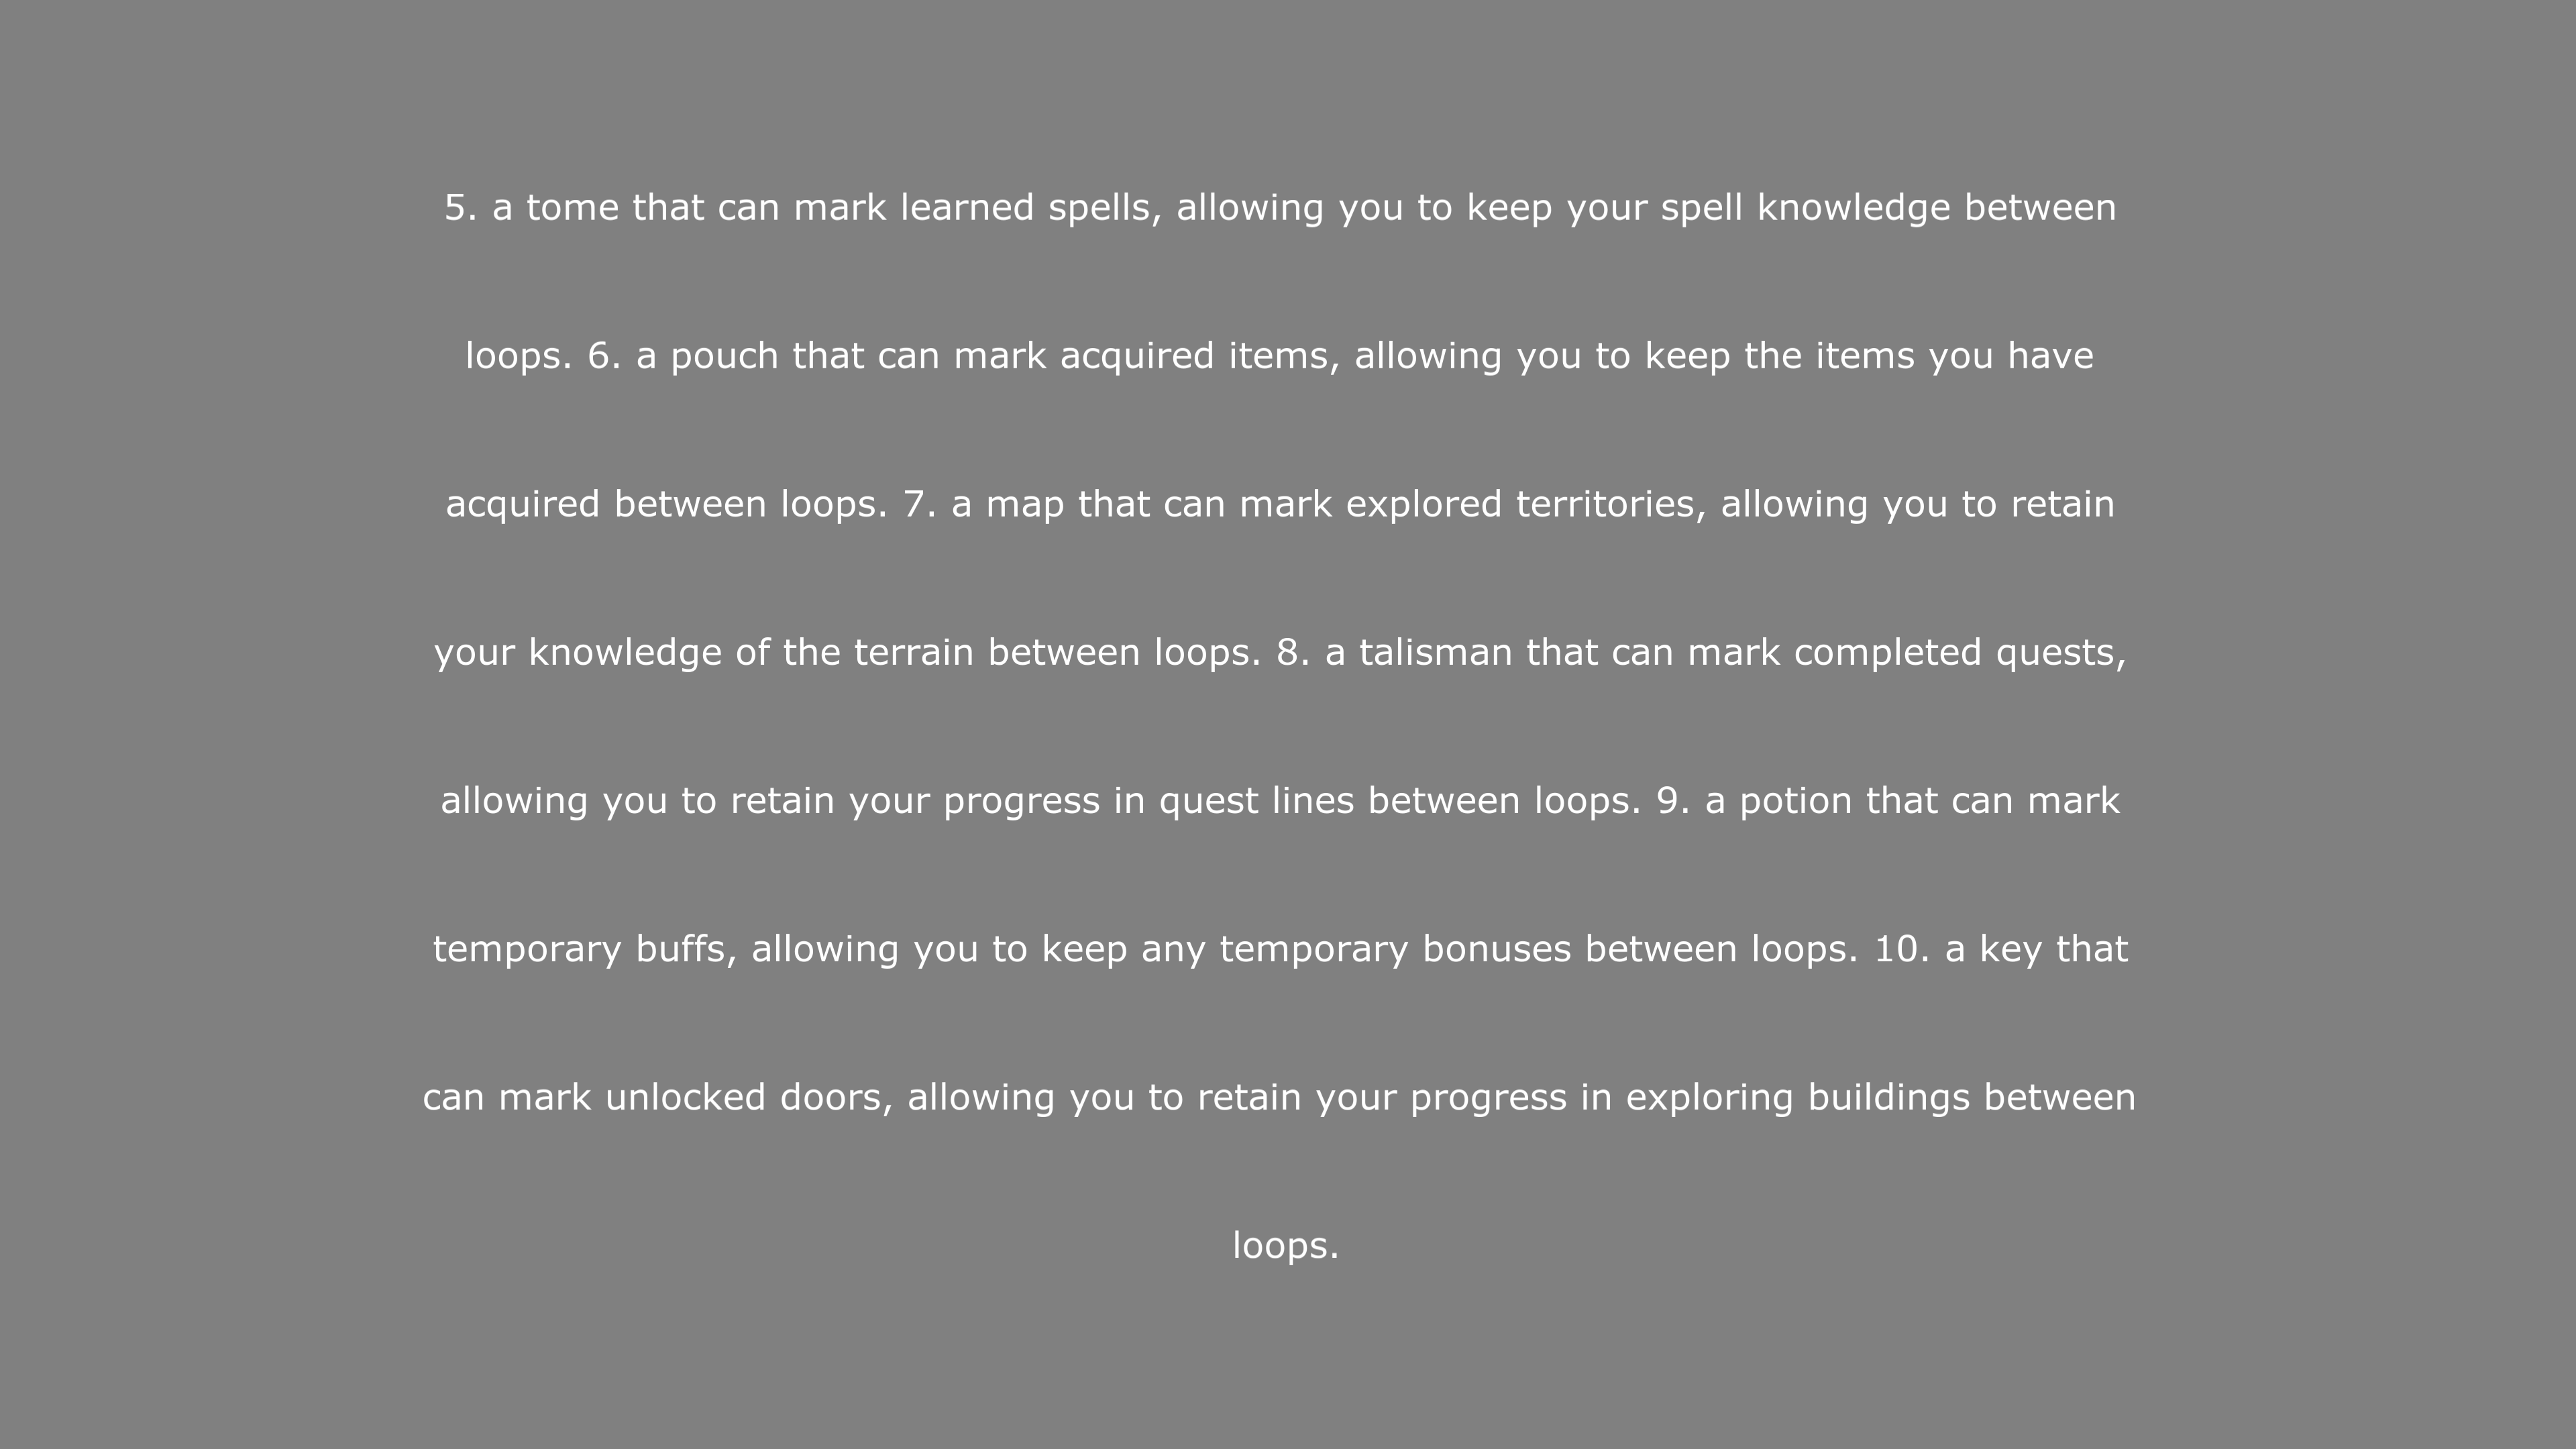 5. a tome that can mark learned spells, allowing you to keep your spell knowledge between
loops. 6. a pouch that can mark acquired items, allowing you to keep the items you have
acquired between loops. 7. a map that can mark explored territories, allowing you to retain
your knowledge of the terrain between loops. 8. a talisman that can mark completed quests,
allowing you to retain your progress in quest lines between loops. 9. a potion that can mark
temporary buffs, allowing you to keep any temporary bonuses between loops. 10. a key that
can mark unlocked doors, allowing you to retain your progress in exploring buildings between
loops.